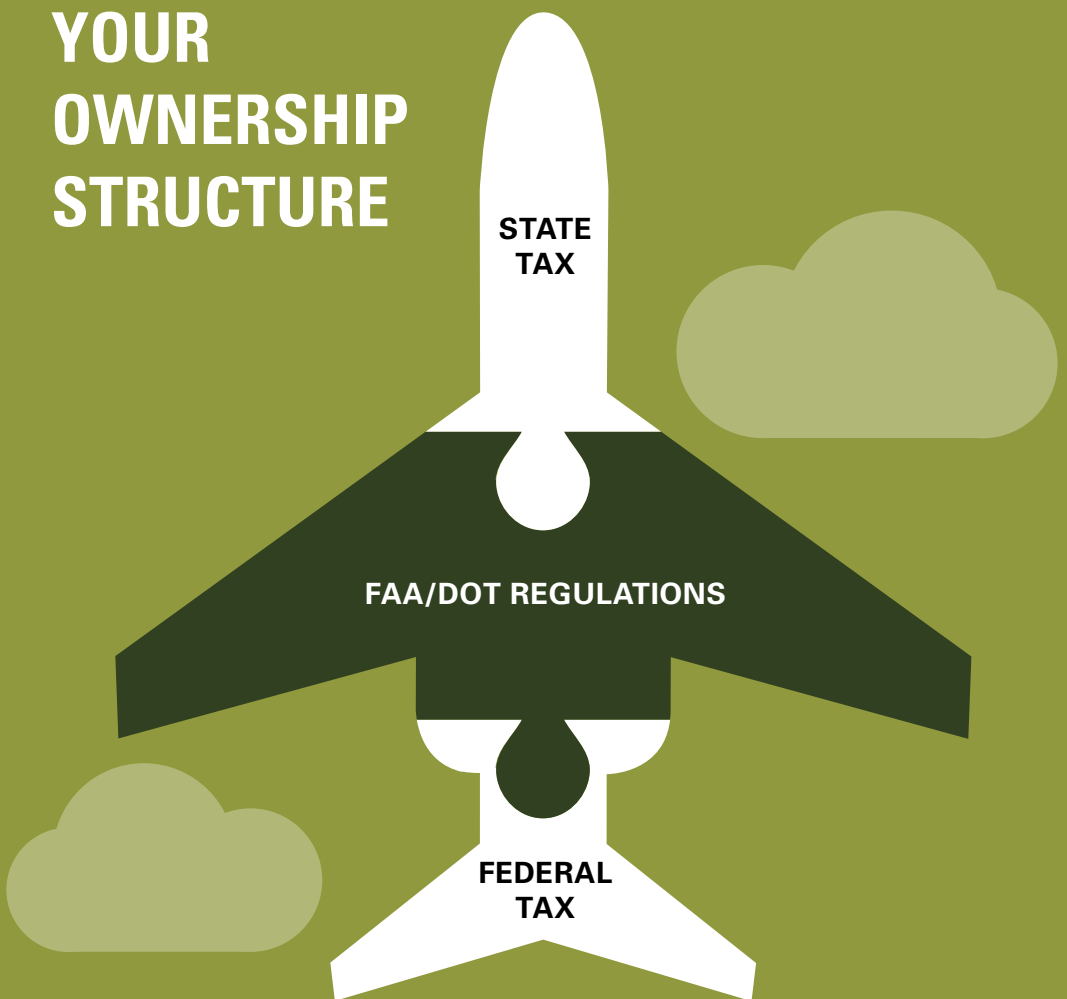 YOUR
OWNERSHIP
STRUCTURE
STATE
TAX
FAA/DOT REGULATIONS
FEDERAL
TAX